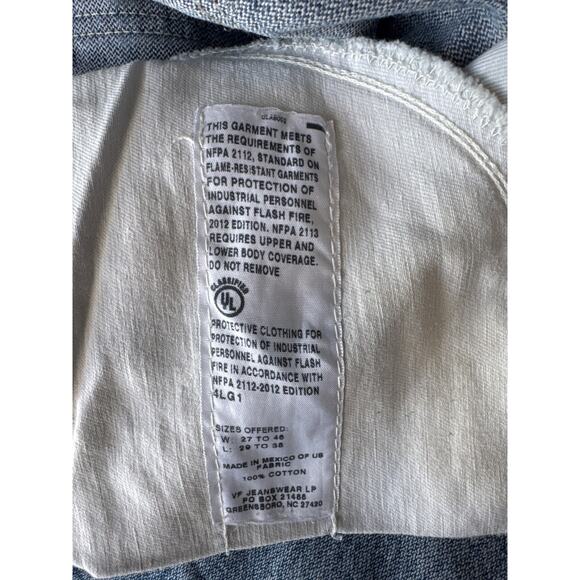 THIS GARMENT MEETS
THE REQUIREMENTS OF
NFPA 2112, STANDARD ON
FLAME-RESISTANT GARMENTS
FOR PROTECTION OF
INDUSTRIAL PERSONNEL
AGAINST FLASH FIRE,
2012 EDITION. NFPA 2113
REQUIRES UPPER AND
LOWER BODY COVERAGE.
DO NOT REMOVE
CLASSIFIED
UL
PROTECTIVE CLOTHING FOR
PROTECTION OF INDUSTRIAL
PERSONNEL AGAINST FLASH
FIRE IN ACCORDANCE WITH
NFPA 2112-2012 EDITION
4LG1
SIZES OFFERED:
W: 27 TO 46
L: 29 TO 38
MADE IN MEXICO OF US
FABRIC
100% COTTON
VF JEANSWEAR LP
PO BOX 21488
GREENSBORO, NC 27420